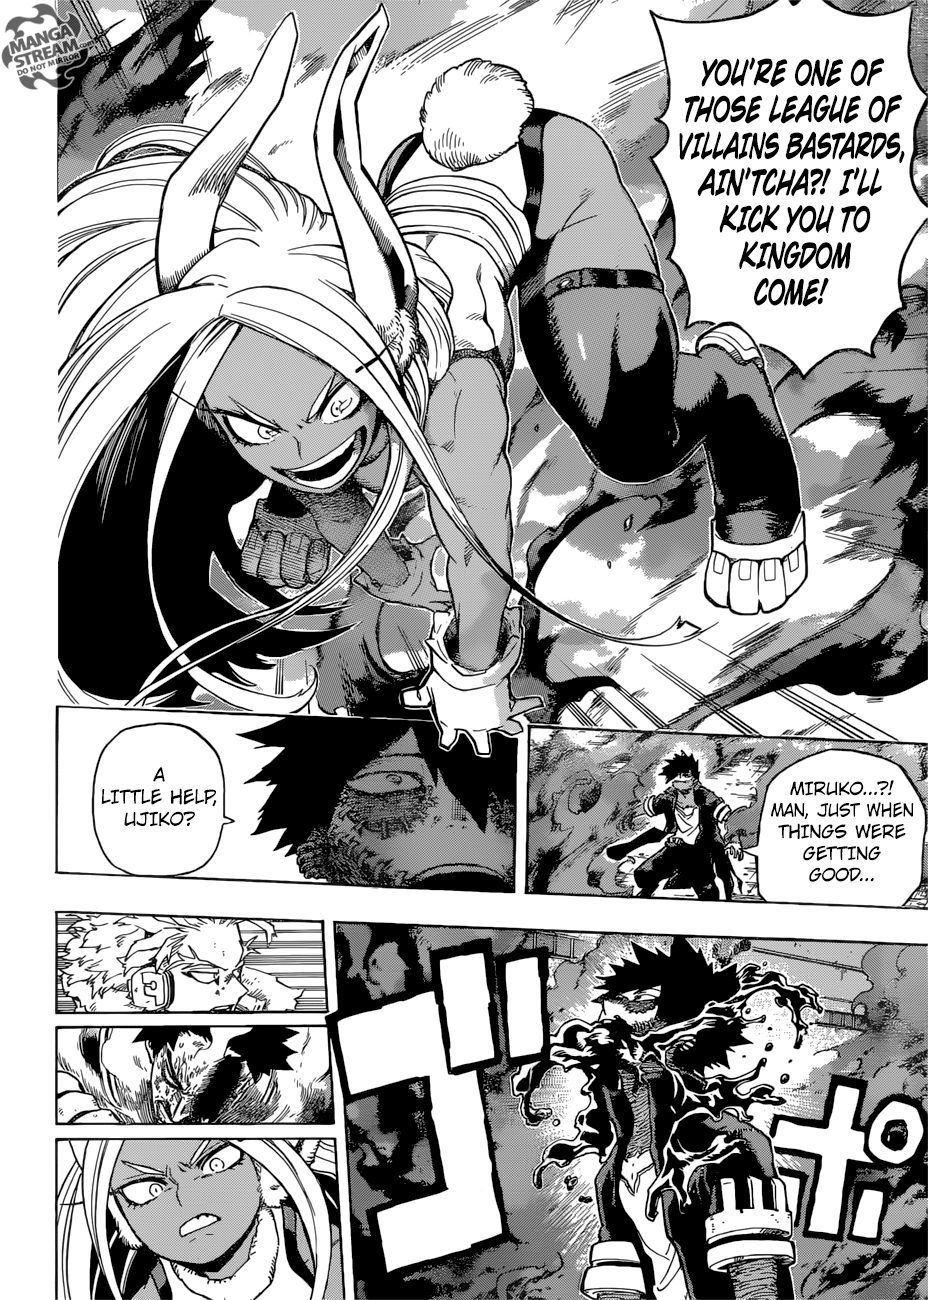 MANGA
STREAM.com
DO NOT MIRROR
YOU'RE ONE OF
THOSE LEAGUE OF
VILLAINS BASTARDS,
AIN'TCHA?! I'LL
KICK YOU TO
KINGDOM
COME!
MIRUKO...?!
MAN, JUST WHEN
THINGS WERE
GETTING
GOOD...
A
LITTLE HELP,
UJIKO?
ゴポ